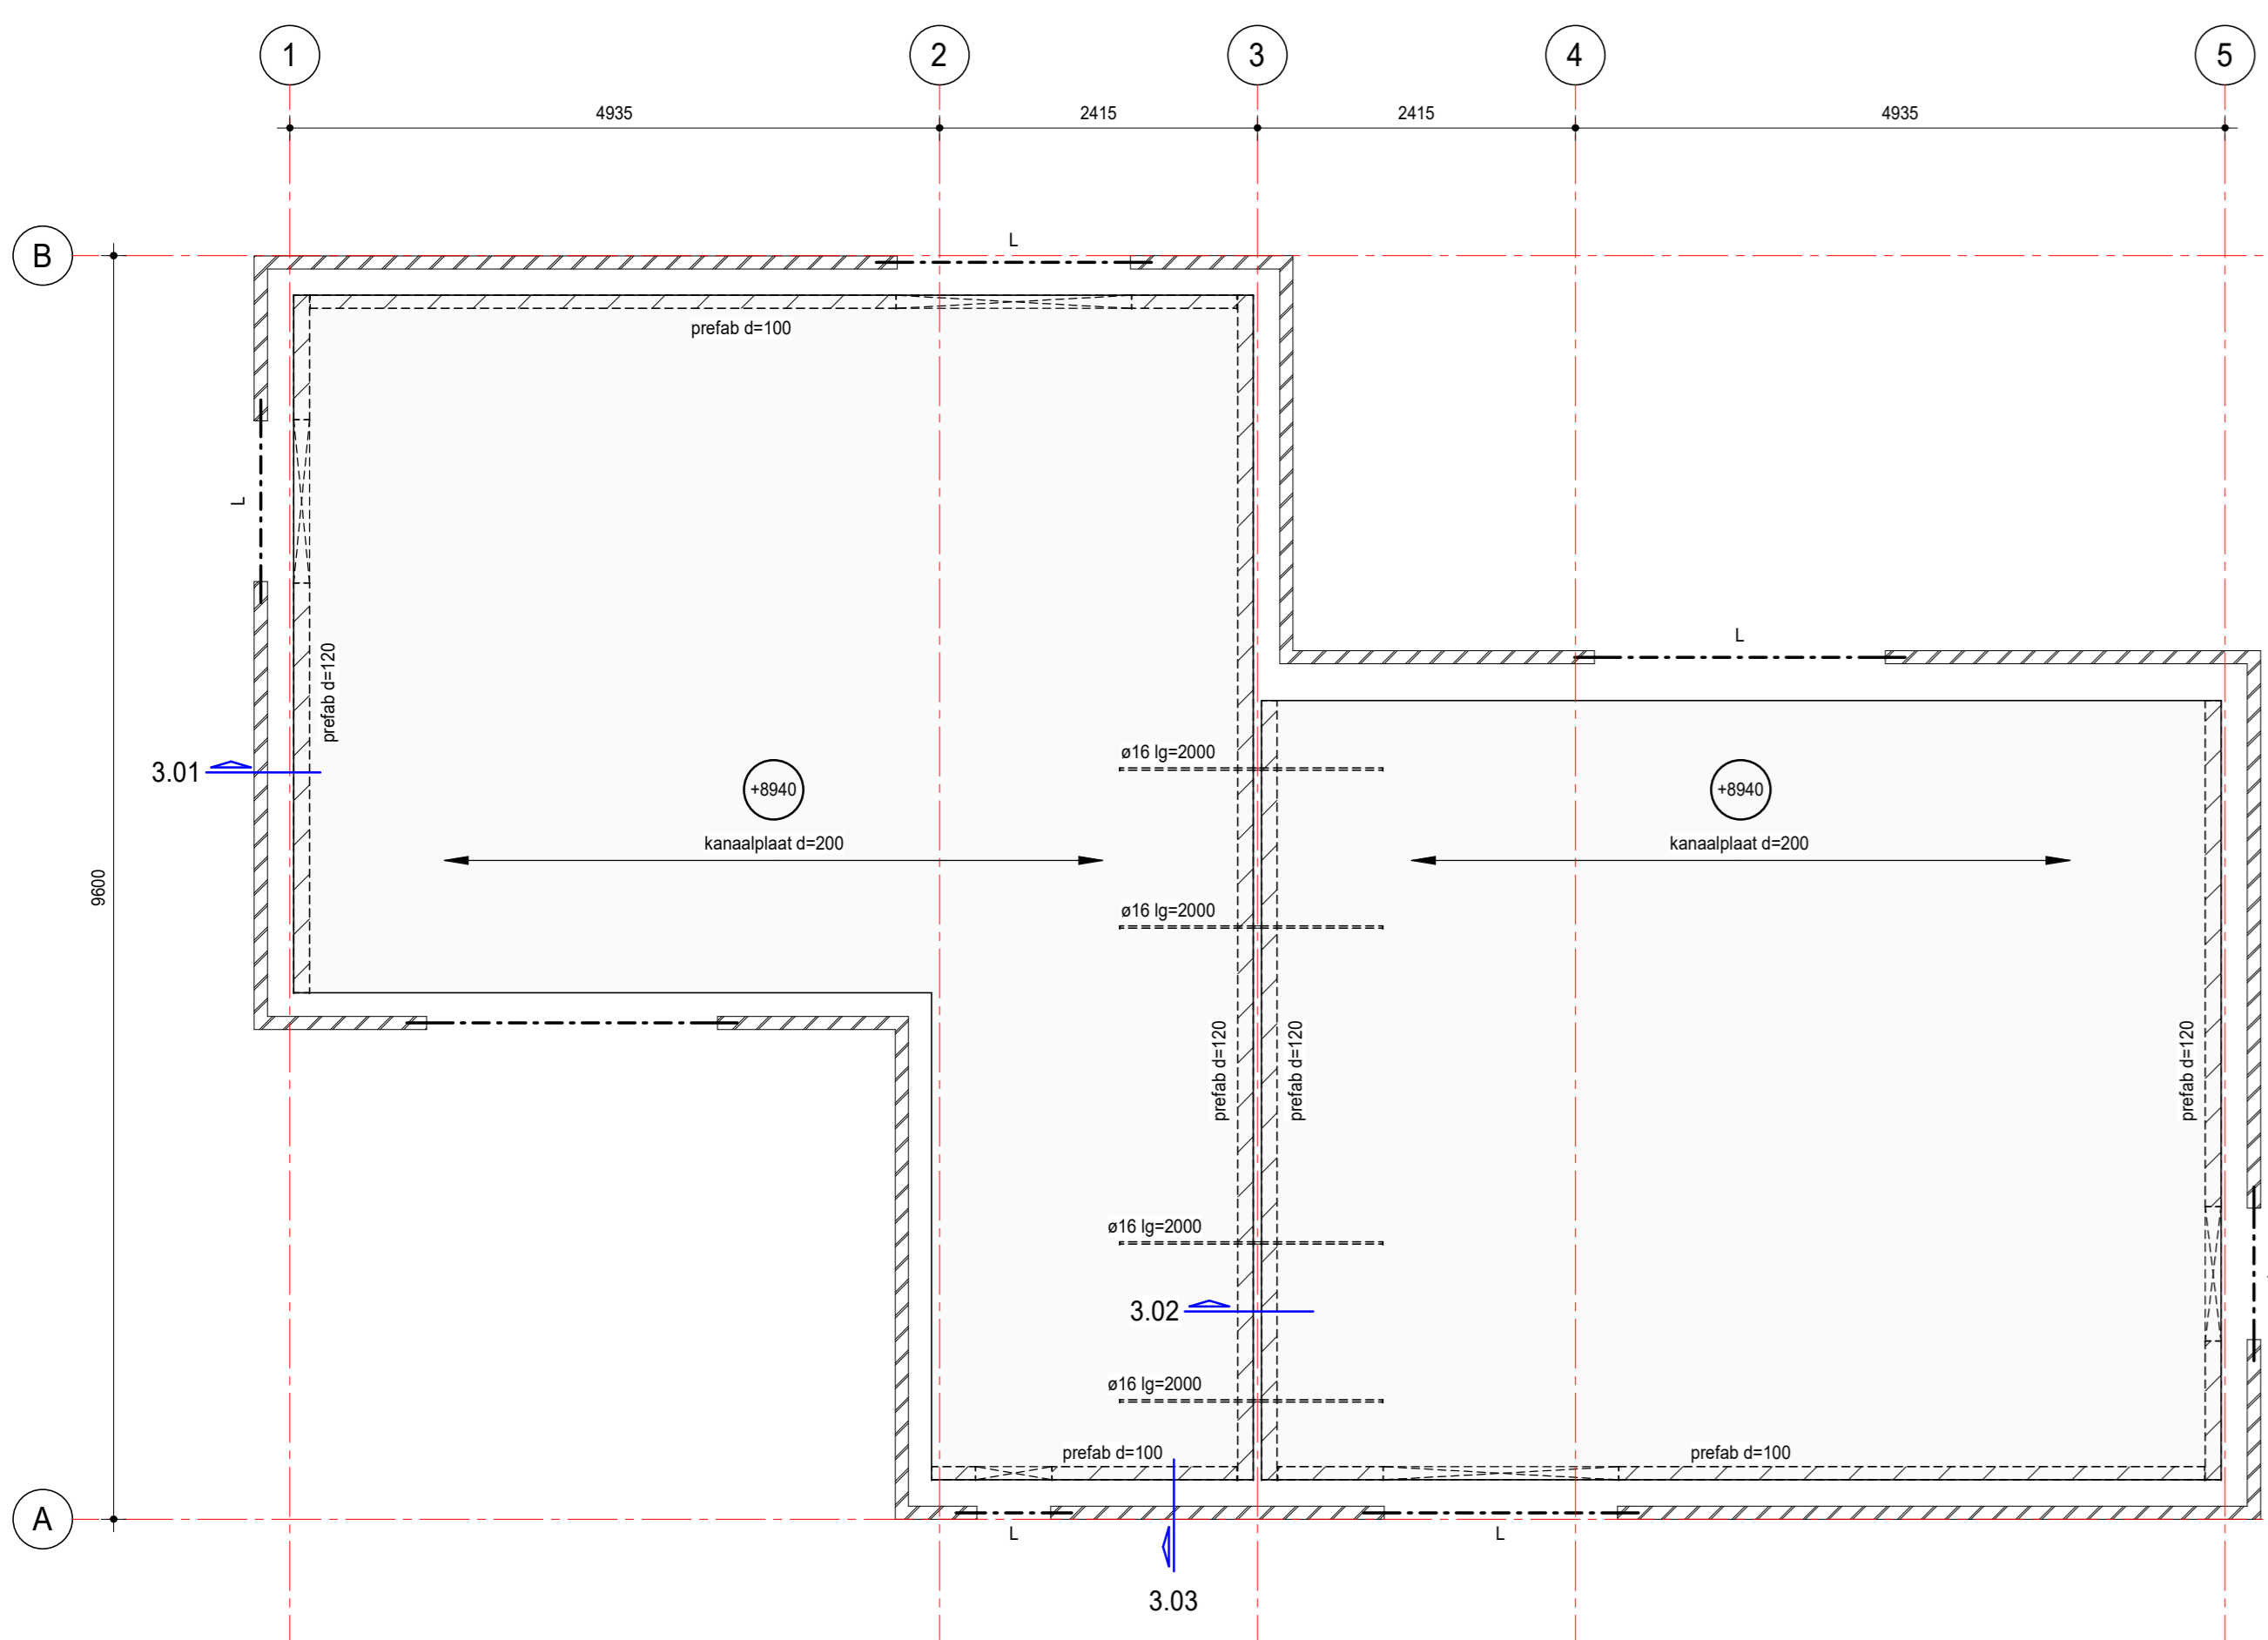 1
2
3
4
5
4935
2415
2415
4935
B
L
prefab d=100
L
prefab d=120
L
3.01
ø16 lg=2000
+8940
+8940
kanaalplaat d=200
kanaalplaat d=200
9600
ø16 lg=2000
prefab d=120
prefab d=120
prefab d=120
ø16 lg=2000
3.02
ø16 lg=2000
prefab d=100
prefab d=100
A
L
L
3.03